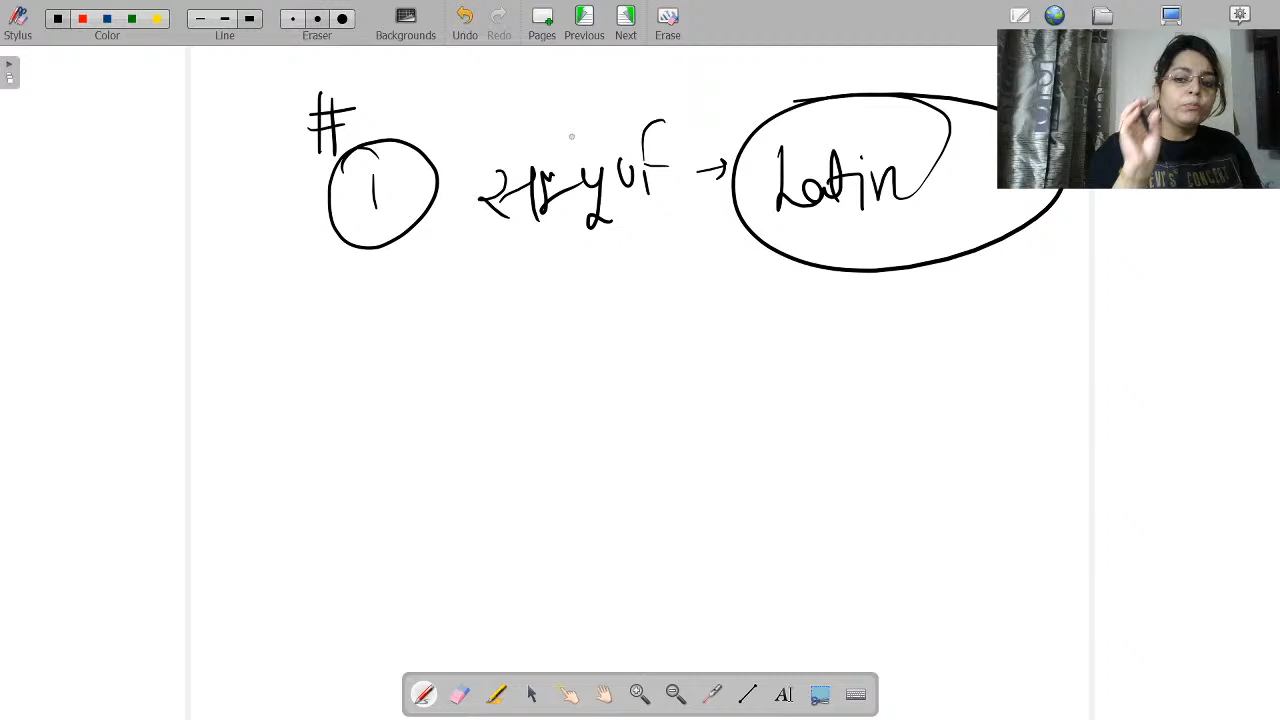 Stylus Color Line Eraser Backgrounds Undo Redo Pages Previous Next Erase
#
1 → Latin